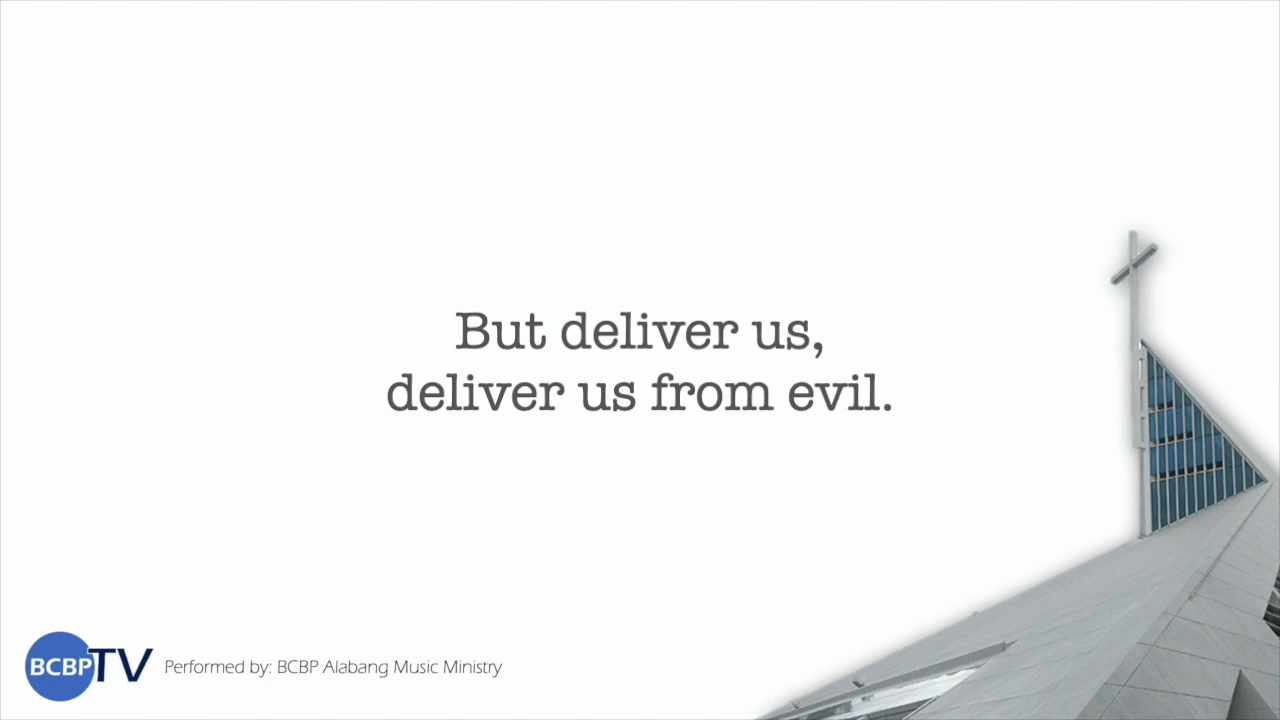 But deliver us,
deliver us from evil.
BCBPTV
Performed by: BCBP Alabang Music Ministry